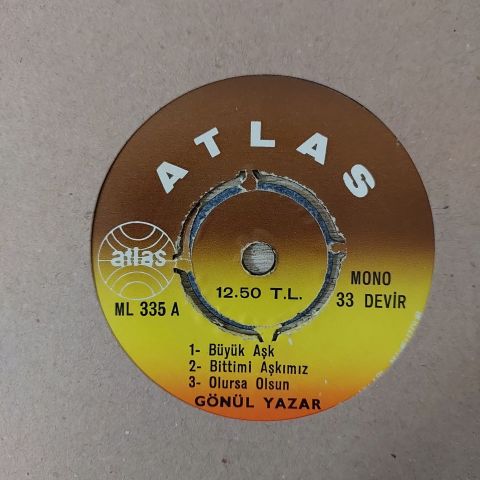 ATLAS
atlas
ML 335 A
12.50 T.L.
MONO
33 DEVİR
1- Büyük Aşk
2- Bittimi Aşkımız
3- Olursa Olsun
GÖNÜL YAZAR